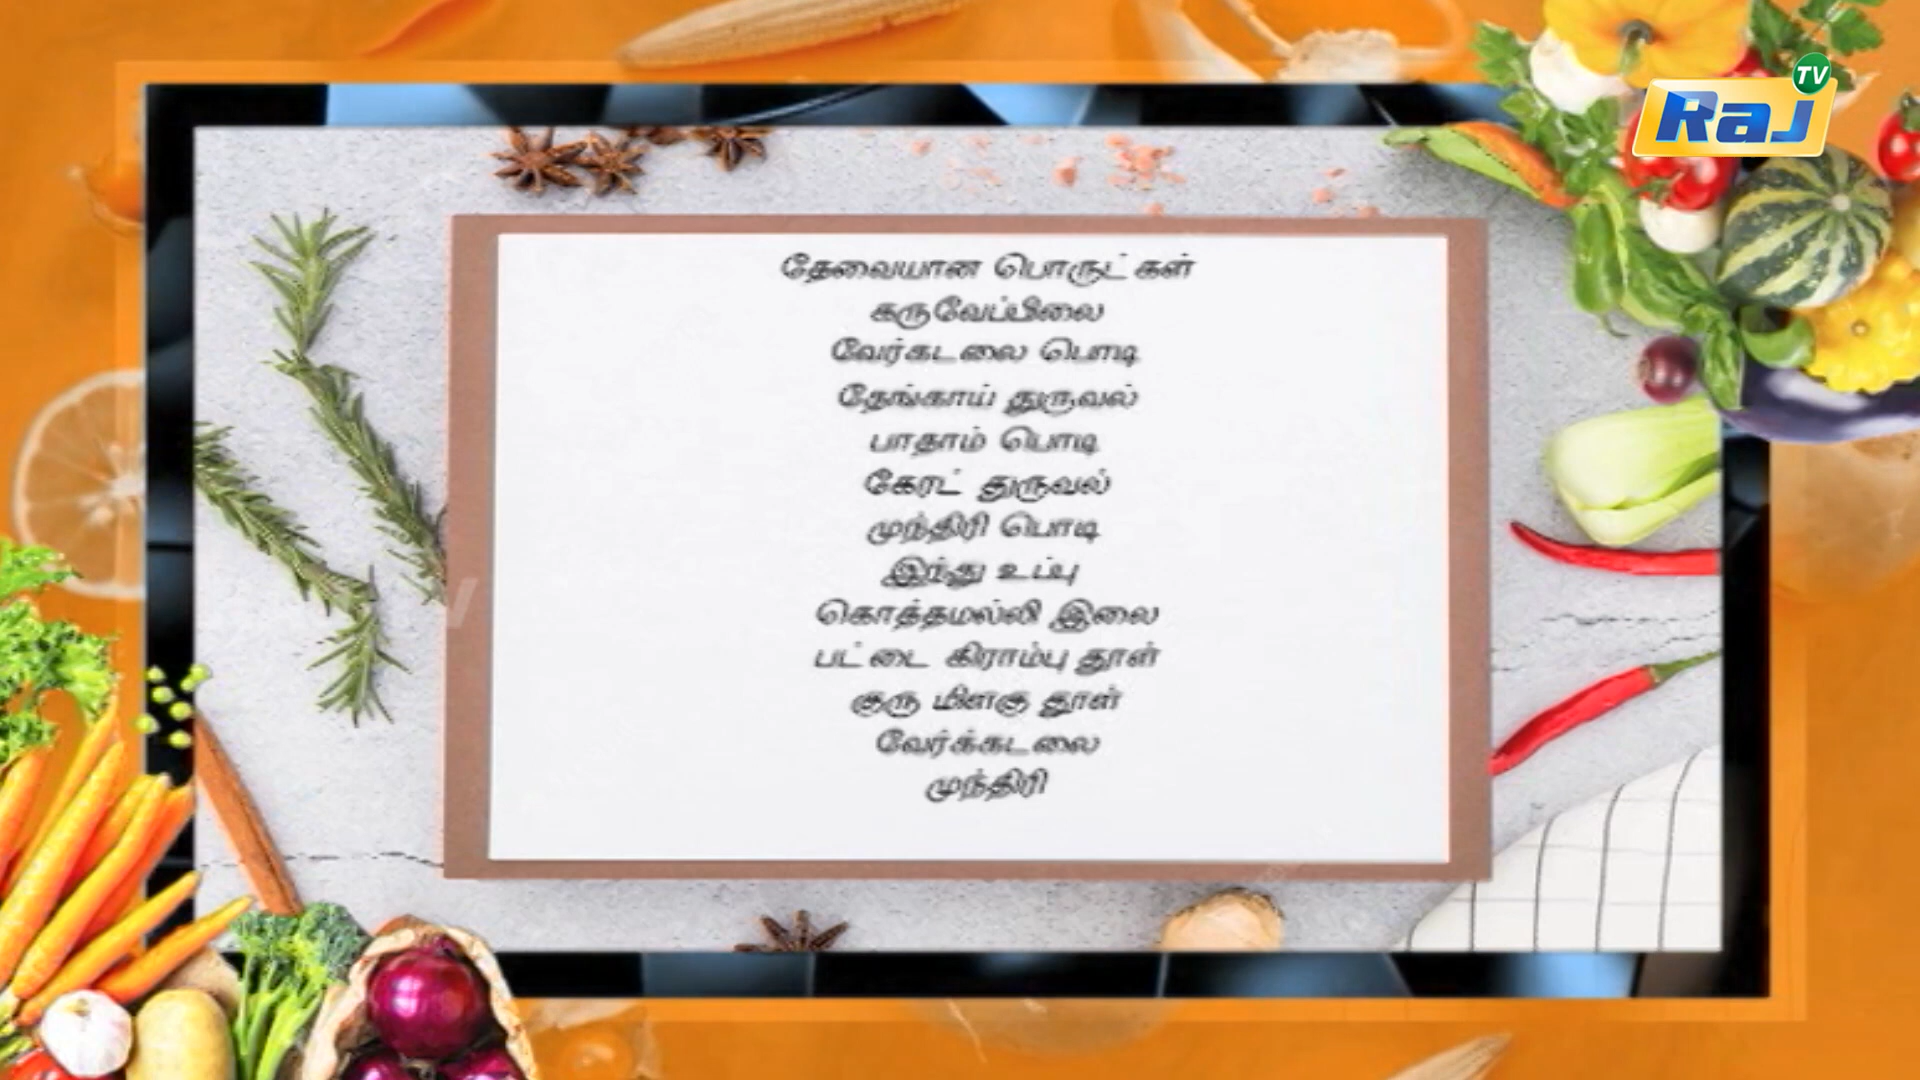 தேவையான பொருட்கள்
கருவேப்பிலை
வேர்கடலை பொடி
தேங்காய் துருவல்
பாதாம் பொடி
கேரட் துருவல்
முந்திரி பொடி
இந்து உப்பு
கொத்தமல்லி இலை
பட்டை கிராம்பு தூள்
குரு மிளகு தூள்
வேர்க்கடலை
முந்திரி
Raj TV